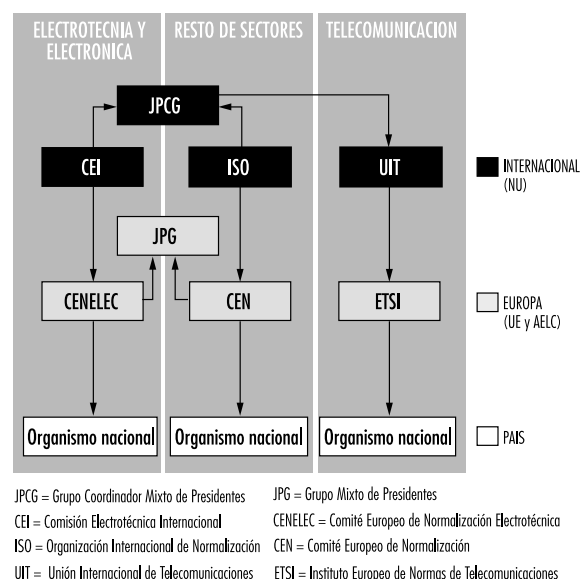 ELECTROTECNIA Y
ELECTRONICA
RESTO DE SECTORES
TELECOMUNICACION
JPCG
CEI
ISO
UIT
INTERNACIONAL
(NU)
JPG
CENELEC
CEN
ETSI
EUROPA
(UE y AELC)
Organismo nacional
Organismo nacional
Organismo nacional
PAIS
JPCG = Grupo Coordinador Mixto de Presidentes
CEI = Comisión Electrotécnica Internacional
ISO = Organización Internacional de Normalización
UIT = Unión Internacional de Telecomunicaciones
JPG = Grupo Mixto de Presidentes
CENELEC = Comité Europeo de Normalización Electrotécnica
CEN = Comité Europeo de Normalización
ETSI = Instituto Europeo de Normas de Telecomunicaciones